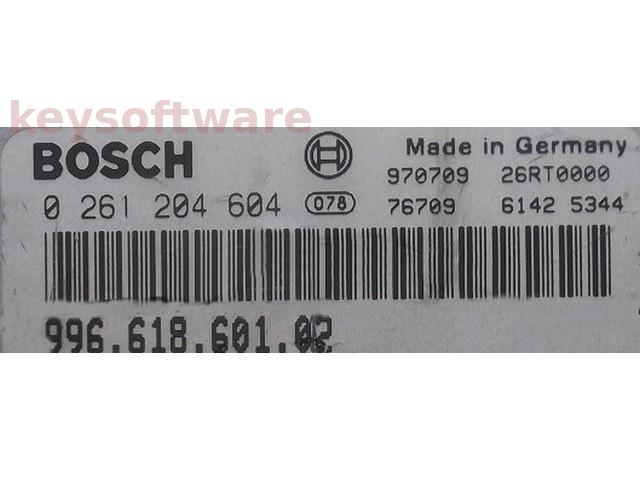 keysoftware
BOSCH
Made in Germany
970709 26RT0000
0 261 204 604 078 76709 6142 5344
996.618.601.02